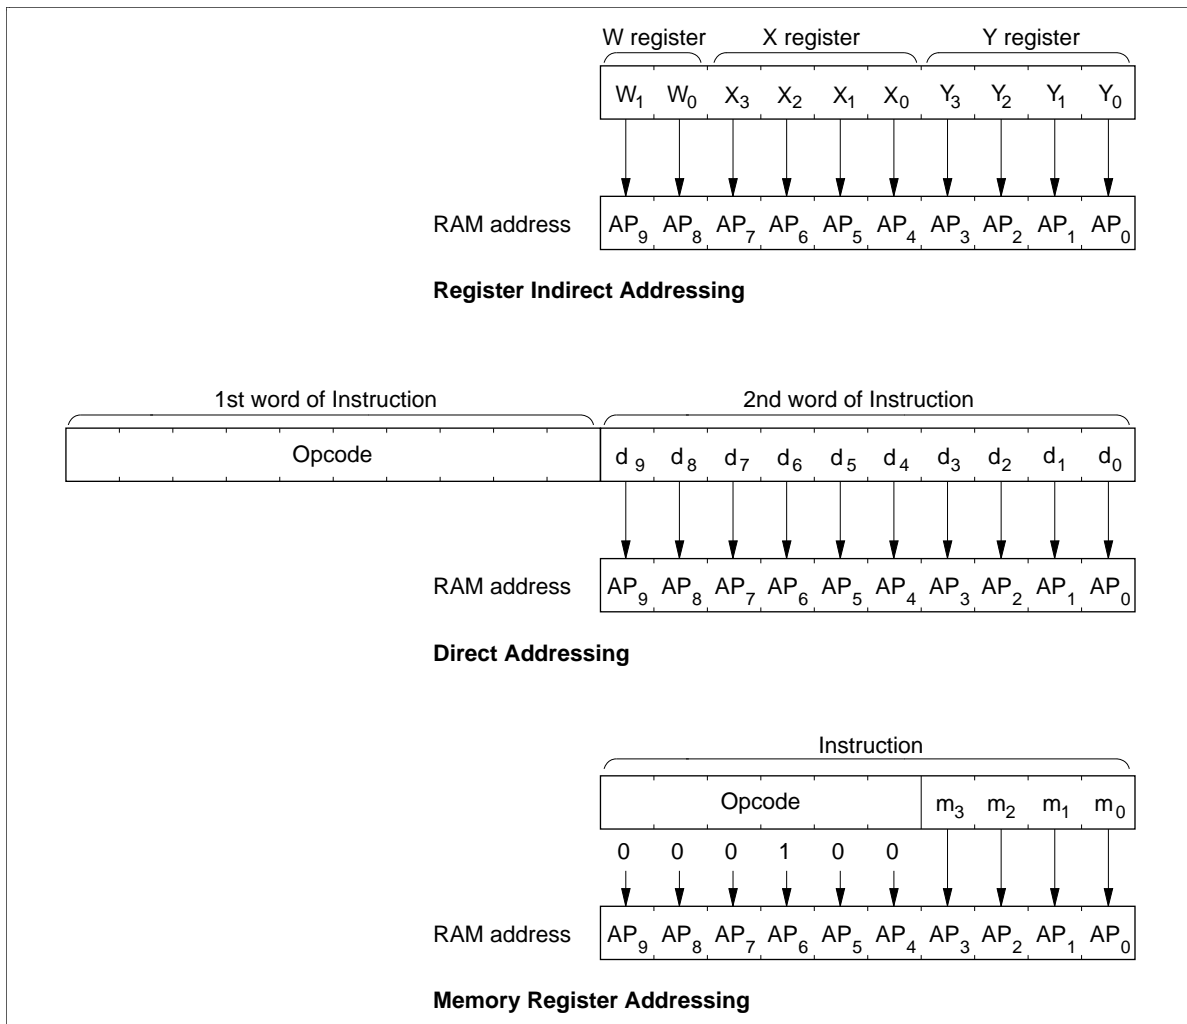 W register X register Y register
W1 W0 X3 X2 X1 X0 Y3 Y2 Y1 Y0
RAM address AP9 AP8 AP7 AP6 AP5 AP4 AP3 AP2 AP1 AP0
Register Indirect Addressing
1st word of Instruction 2nd word of Instruction
Opcode d9 d8 d7 d6 d5 d4 d3 d2 d1 d0
RAM address AP9 AP8 AP7 AP6 AP5 AP4 AP3 AP2 AP1 AP0
Direct Addressing
Instruction
Opcode m3 m2 m1 m0
0 0 0 1 0 0
RAM address AP9 AP8 AP7 AP6 AP5 AP4 AP3 AP2 AP1 AP0
Memory Register Addressing